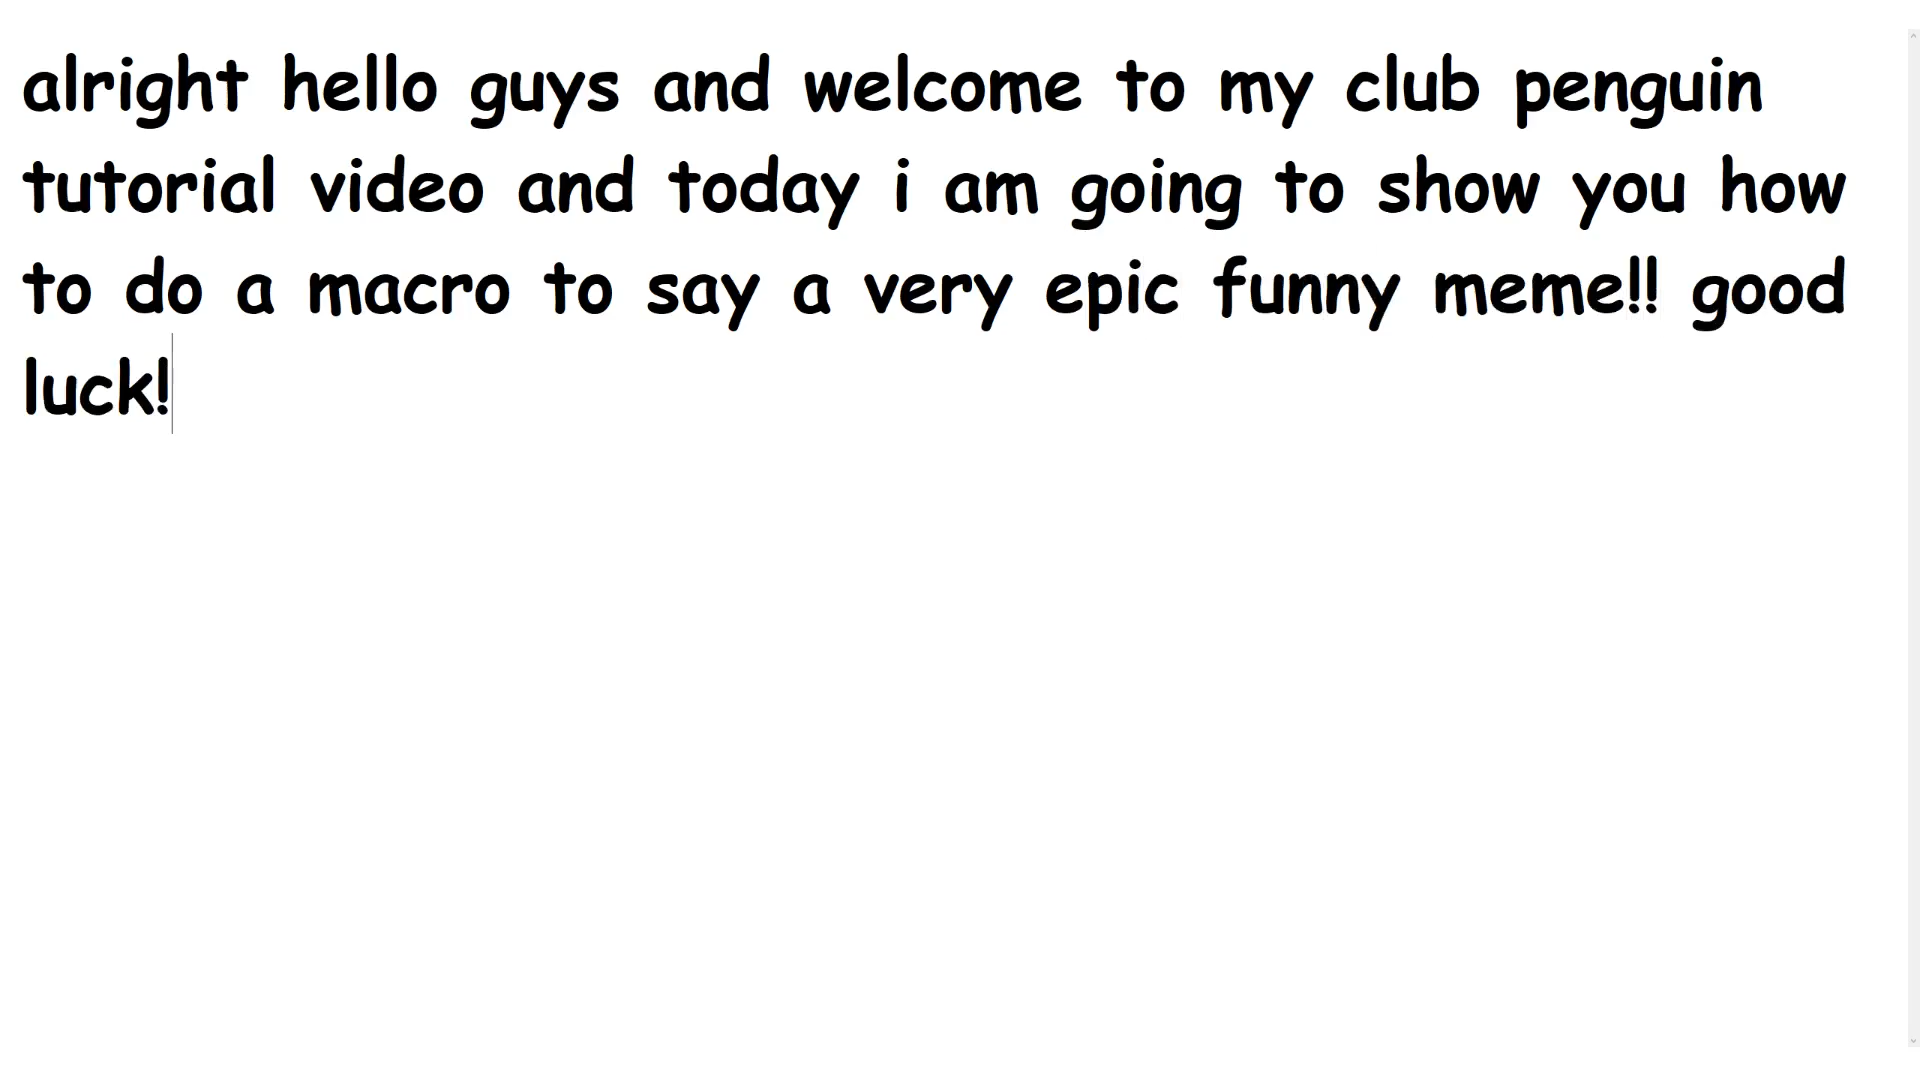 alright hello guys and welcome to my club penguin
tutorial video and today i am going to show you how
to do a macro to say a very epic funny meme!! good
luck!